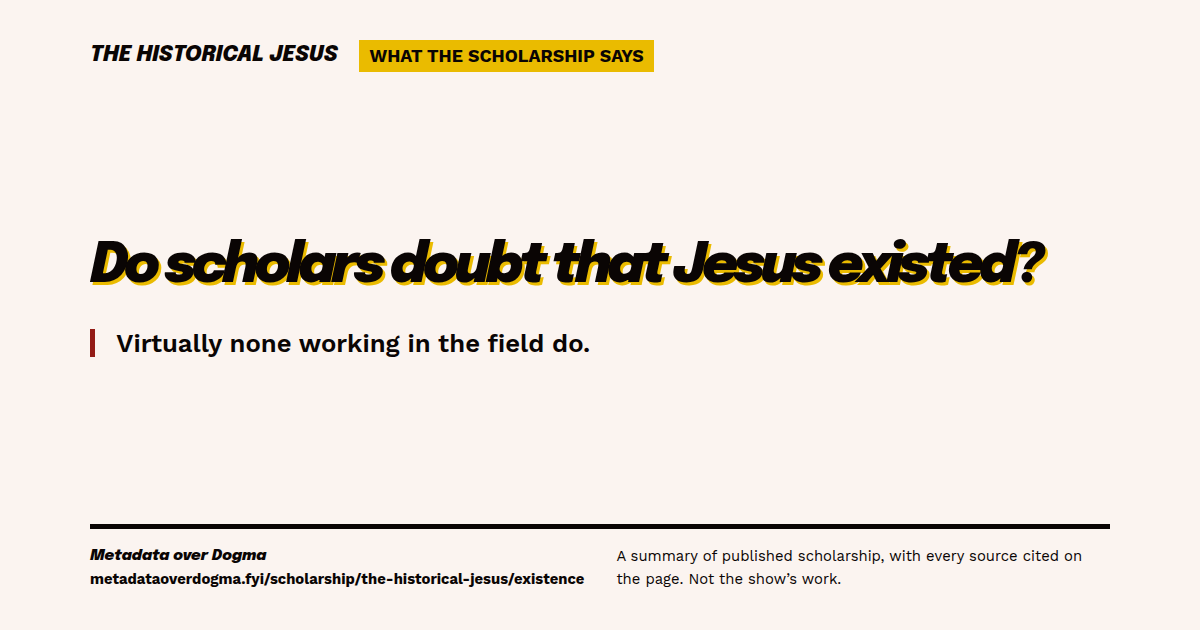 THE HISTORICAL JESUS
WHAT THE SCHOLARSHIP SAYS
Do scholars doubt that Jesus existed?
Virtually none working in the field do.
Metadata over Dogma
metadataoverdogma.fyi/scholarship/the-historical-jesus/existence
A summary of published scholarship, with every source cited on
the page. Not the show’s work.